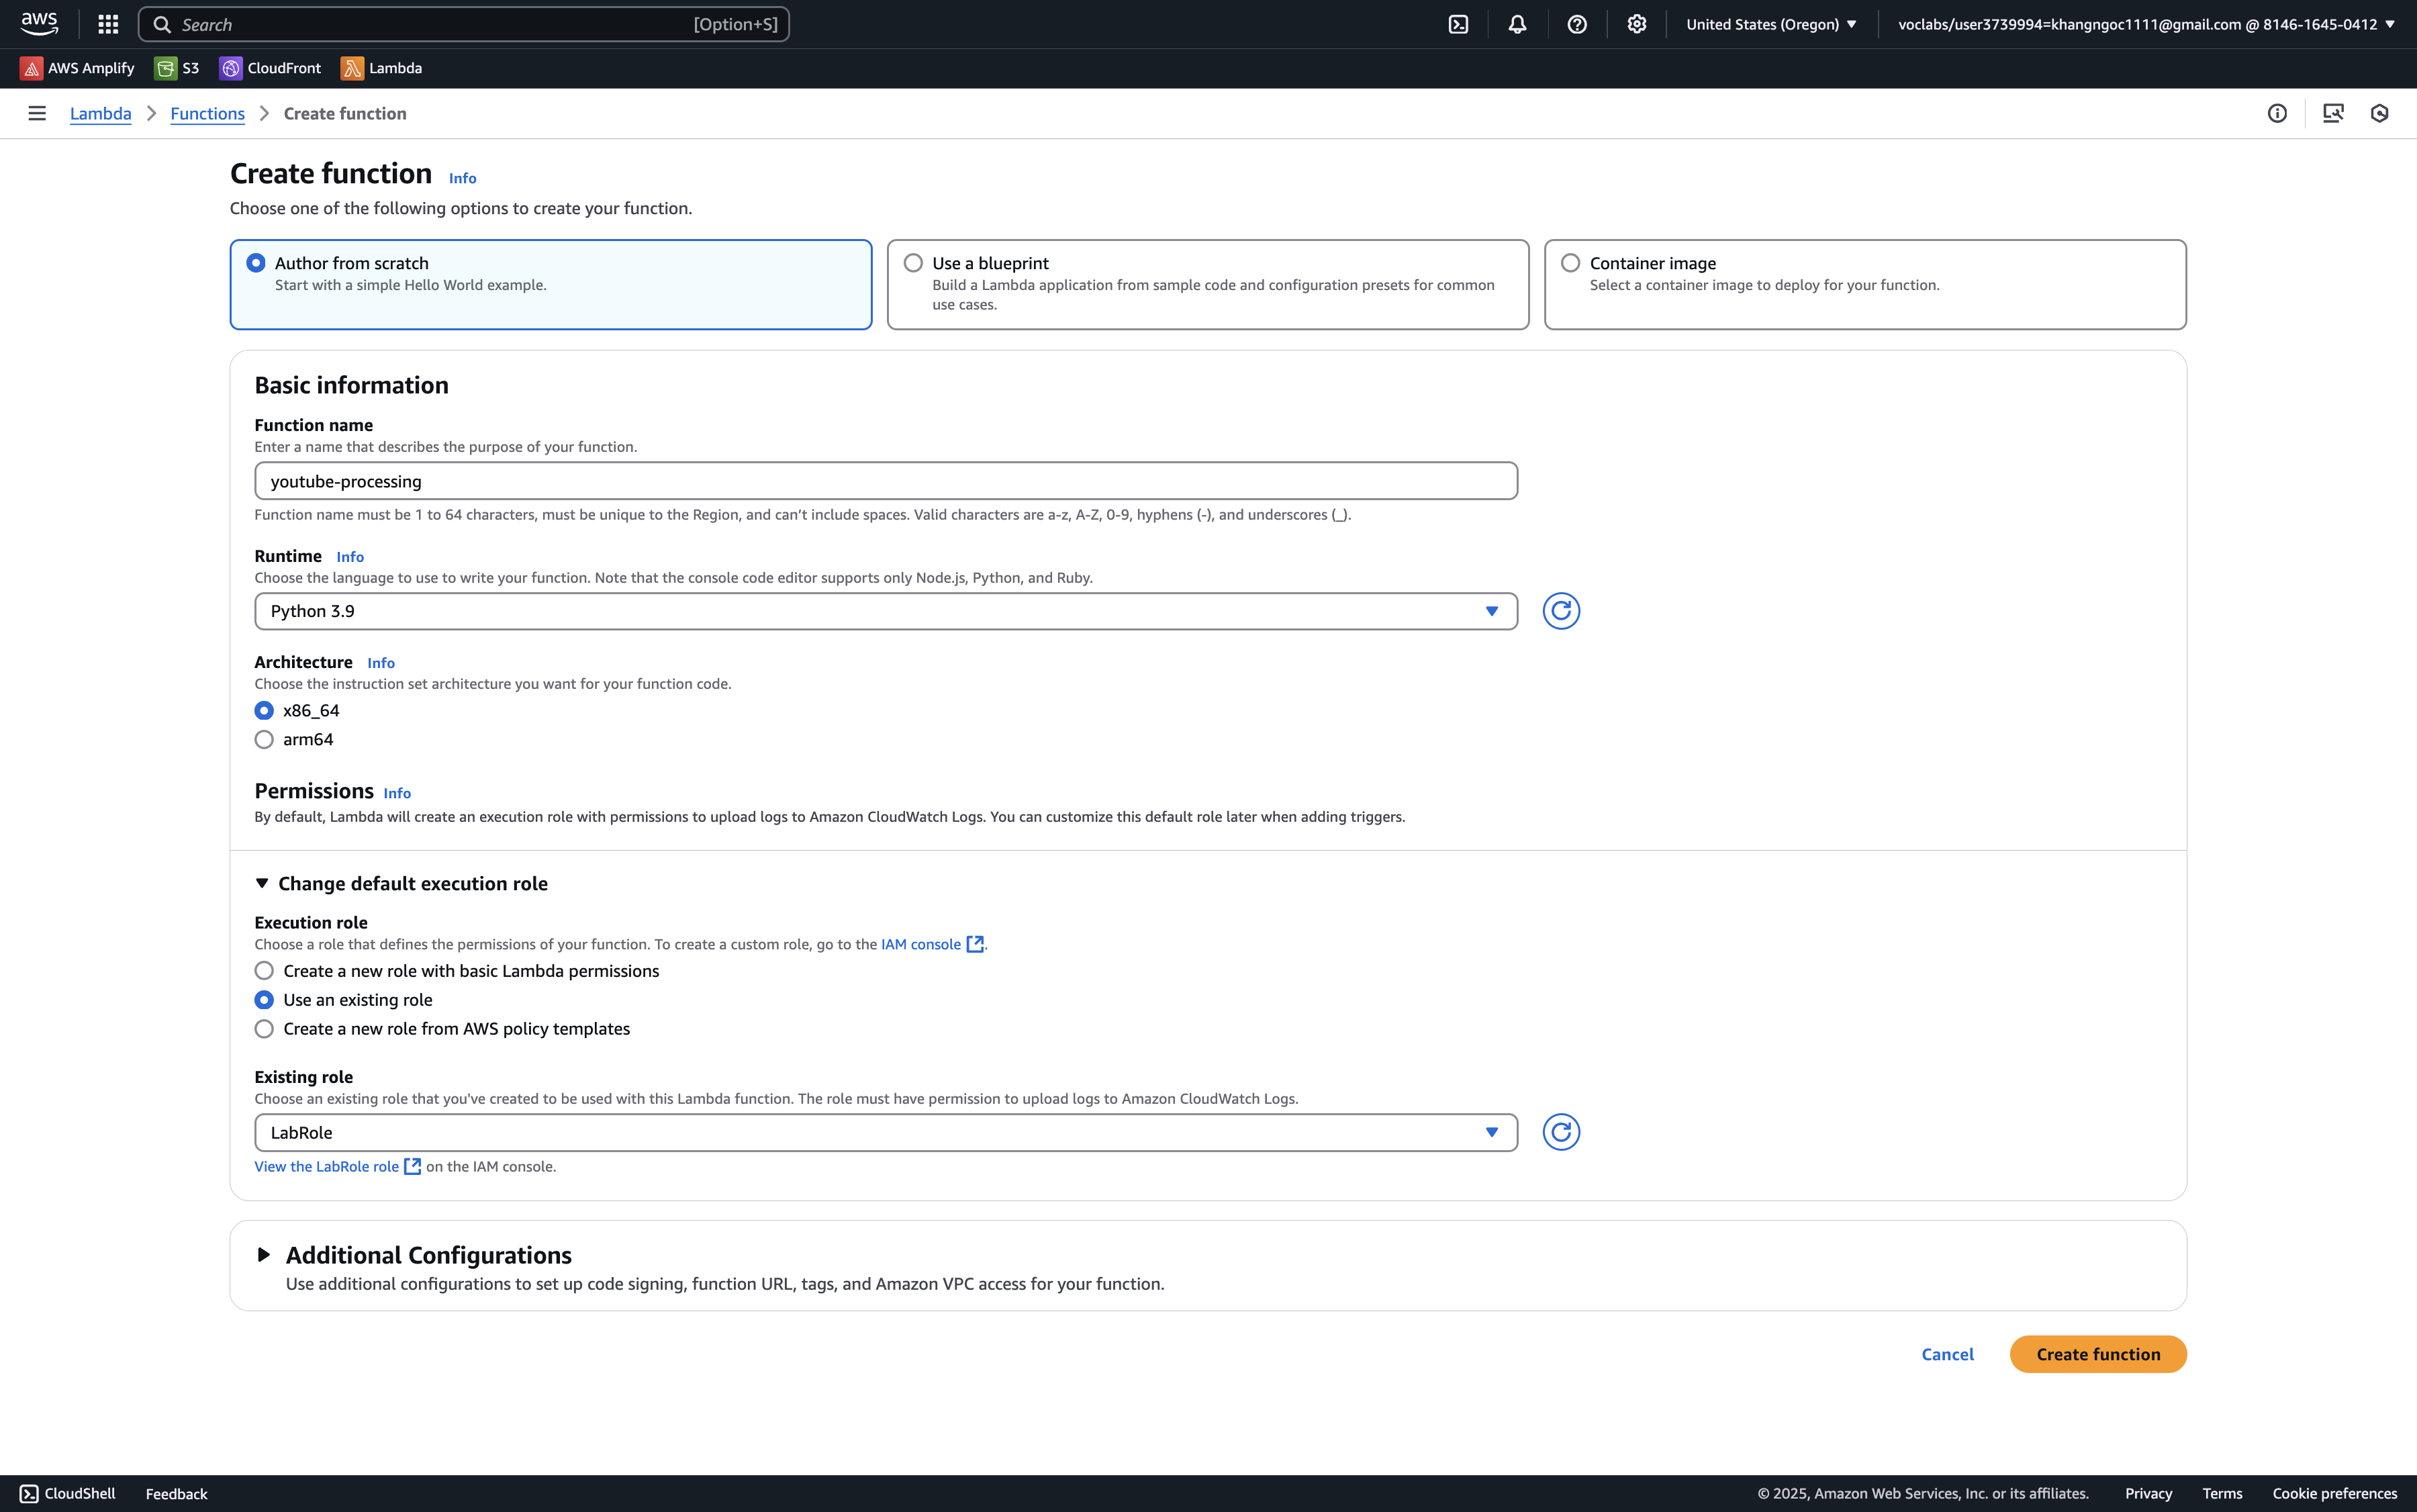 aws
Search [Option+S] United States (Oregon) voclabs/user3739994=khangngoc1111@gmail.com @ 8146-1645-0412
AWS Amplify S3 CloudFront Lambda
Lambda Functions Create function
Create function Info
Choose one of the following options to create your function.
Author from scratch
Start with a simple Hello World example.
Use a blueprint
Build a Lambda application from sample code and configuration presets for common
use cases.
Container image
Select a container image to deploy for your function.
Basic information
Function name
Enter a name that describes the purpose of your function.
youtube-processing
Function name must be 1 to 64 characters, must be unique to the Region, and can’t include spaces. Valid characters are a-z, A-Z, 0-9, hyphens (-), and underscores (_).
Runtime Info
Choose the language to use to write your function. Note that the console code editor supports only Node.js, Python, and Ruby.
Python 3.9
Architecture Info
Choose the instruction set architecture you want for your function code.
x86_64
arm64
Permissions Info
By default, Lambda will create an execution role with permissions to upload logs to Amazon CloudWatch Logs. You can customize this default role later when adding triggers.
Change default execution role
Execution role
Choose a role that defines the permissions of your function. To create a custom role, go to the IAM console.
Create a new role with basic Lambda permissions
Use an existing role
Create a new role from AWS policy templates
Existing role
Choose an existing role that you've created to be used with this Lambda function. The role must have permission to upload logs to Amazon CloudWatch Logs.
LabRole
View the LabRole role on the IAM console.
Additional Configurations
Use additional configurations to set up code signing, function URL, tags, and Amazon VPC access for your function.
Cancel Create function
CloudShell Feedback © 2025, Amazon Web Services, Inc. or its affiliates. Privacy Terms Cookie preferences